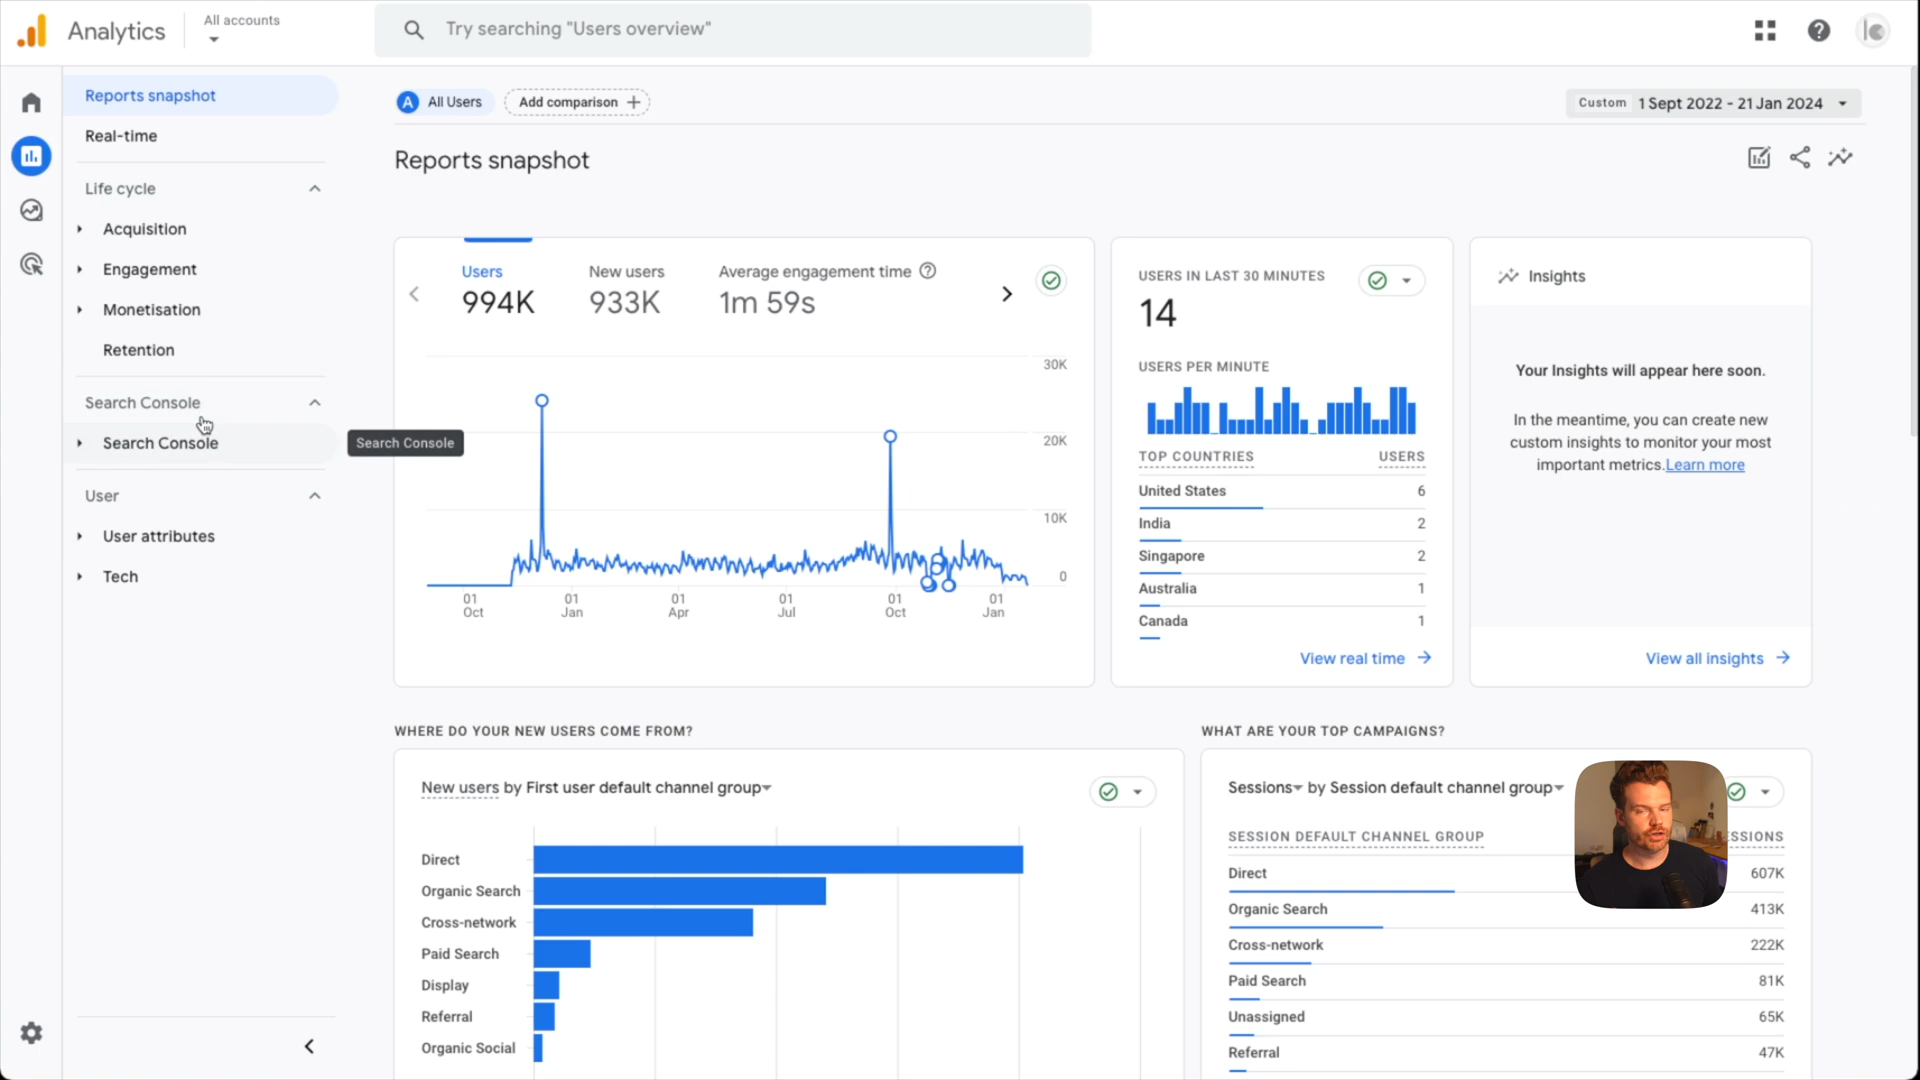 Analytics
All accounts
Try searching "Users overview"
Reports snapshot
Real-time
Life cycle
Acquisition
Engagement
Monetisation
Retention
Search Console
Search Console
Search Console
User
User attributes
Tech
A All Users
Add comparison
Custom 1 Sept 2022 - 21 Jan 2024
Reports snapshot
Users
994K
New users
933K
Average engagement time
1m 59s
30K
20K
10K
0
01 Oct
01 Jan
01 Apr
01 Jul
01 Oct
01 Jan
USERS IN LAST 30 MINUTES
14
USERS PER MINUTE
TOP COUNTRIES USERS
United States 6
India 2
Singapore 2
Australia 1
Canada 1
View real time
Insights
Your Insights will appear here soon.
In the meantime, you can create new
custom insights to monitor your most
important metrics.Learn more
View all insights
WHERE DO YOUR NEW USERS COME FROM?
New users by First user default channel group
Direct
Organic Search
Cross-network
Paid Search
Display
Referral
Organic Social
WHAT ARE YOUR TOP CAMPAIGNS?
Sessions by Session default channel group
SESSION DEFAULT CHANNEL GROUP
Direct 607K
Organic Search 413K
Cross-network 222K
Paid Search 81K
Unassigned 65K
Referral 47K